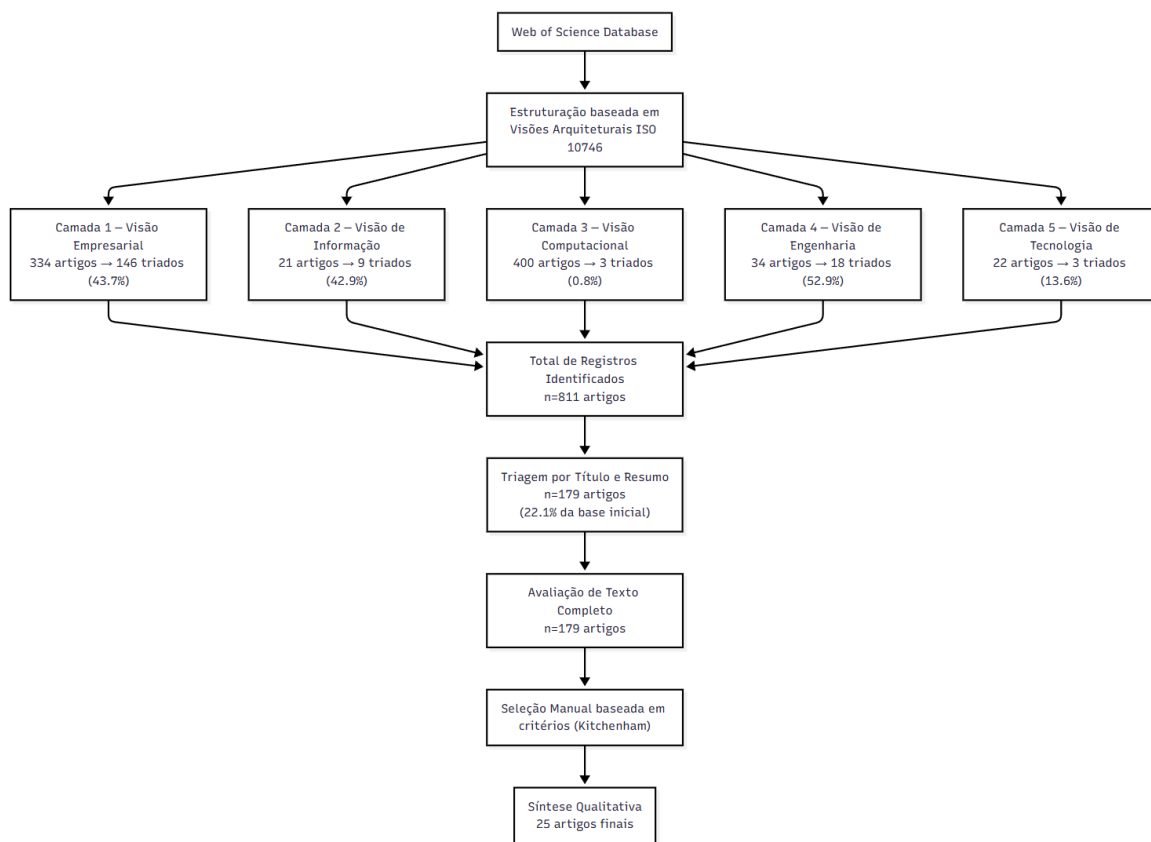 Web of Science Database
Estruturação baseada em
Visões Arquiteturais ISO
10746
Camada 1 – Visão
Empresarial
334 artigos → 146 triados
(43.7%)
Camada 2 – Visão de
Informação
21 artigos → 9 triados
(42.9%)
Camada 3 – Visão
Computacional
400 artigos → 3 triados
(0.8%)
Camada 4 – Visão de
Engenharia
34 artigos → 18 triados
(52.9%)
Camada 5 – Visão de
Tecnologia
22 artigos → 3 triados
(13.6%)
Total de Registros
Identificados
n=811 artigos
Triagem por Título e Resumo
n=179 artigos
(22.1% da base inicial)
Avaliação de Texto
Completo
n=179 artigos
Seleção Manual baseada em
critérios (Kitchenham)
Síntese Qualitativa
25 artigos finais